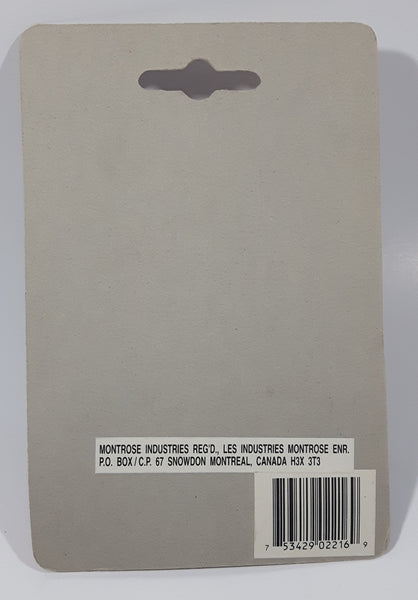 MONTROSE INDUSTRIES REG'D., LES INDUSTRIES MONTROSE ENR.
P.O. BOX / C.P. 67 SNOWDON MONTREAL, CANADA H3X 3T3
7 53429 02216 9